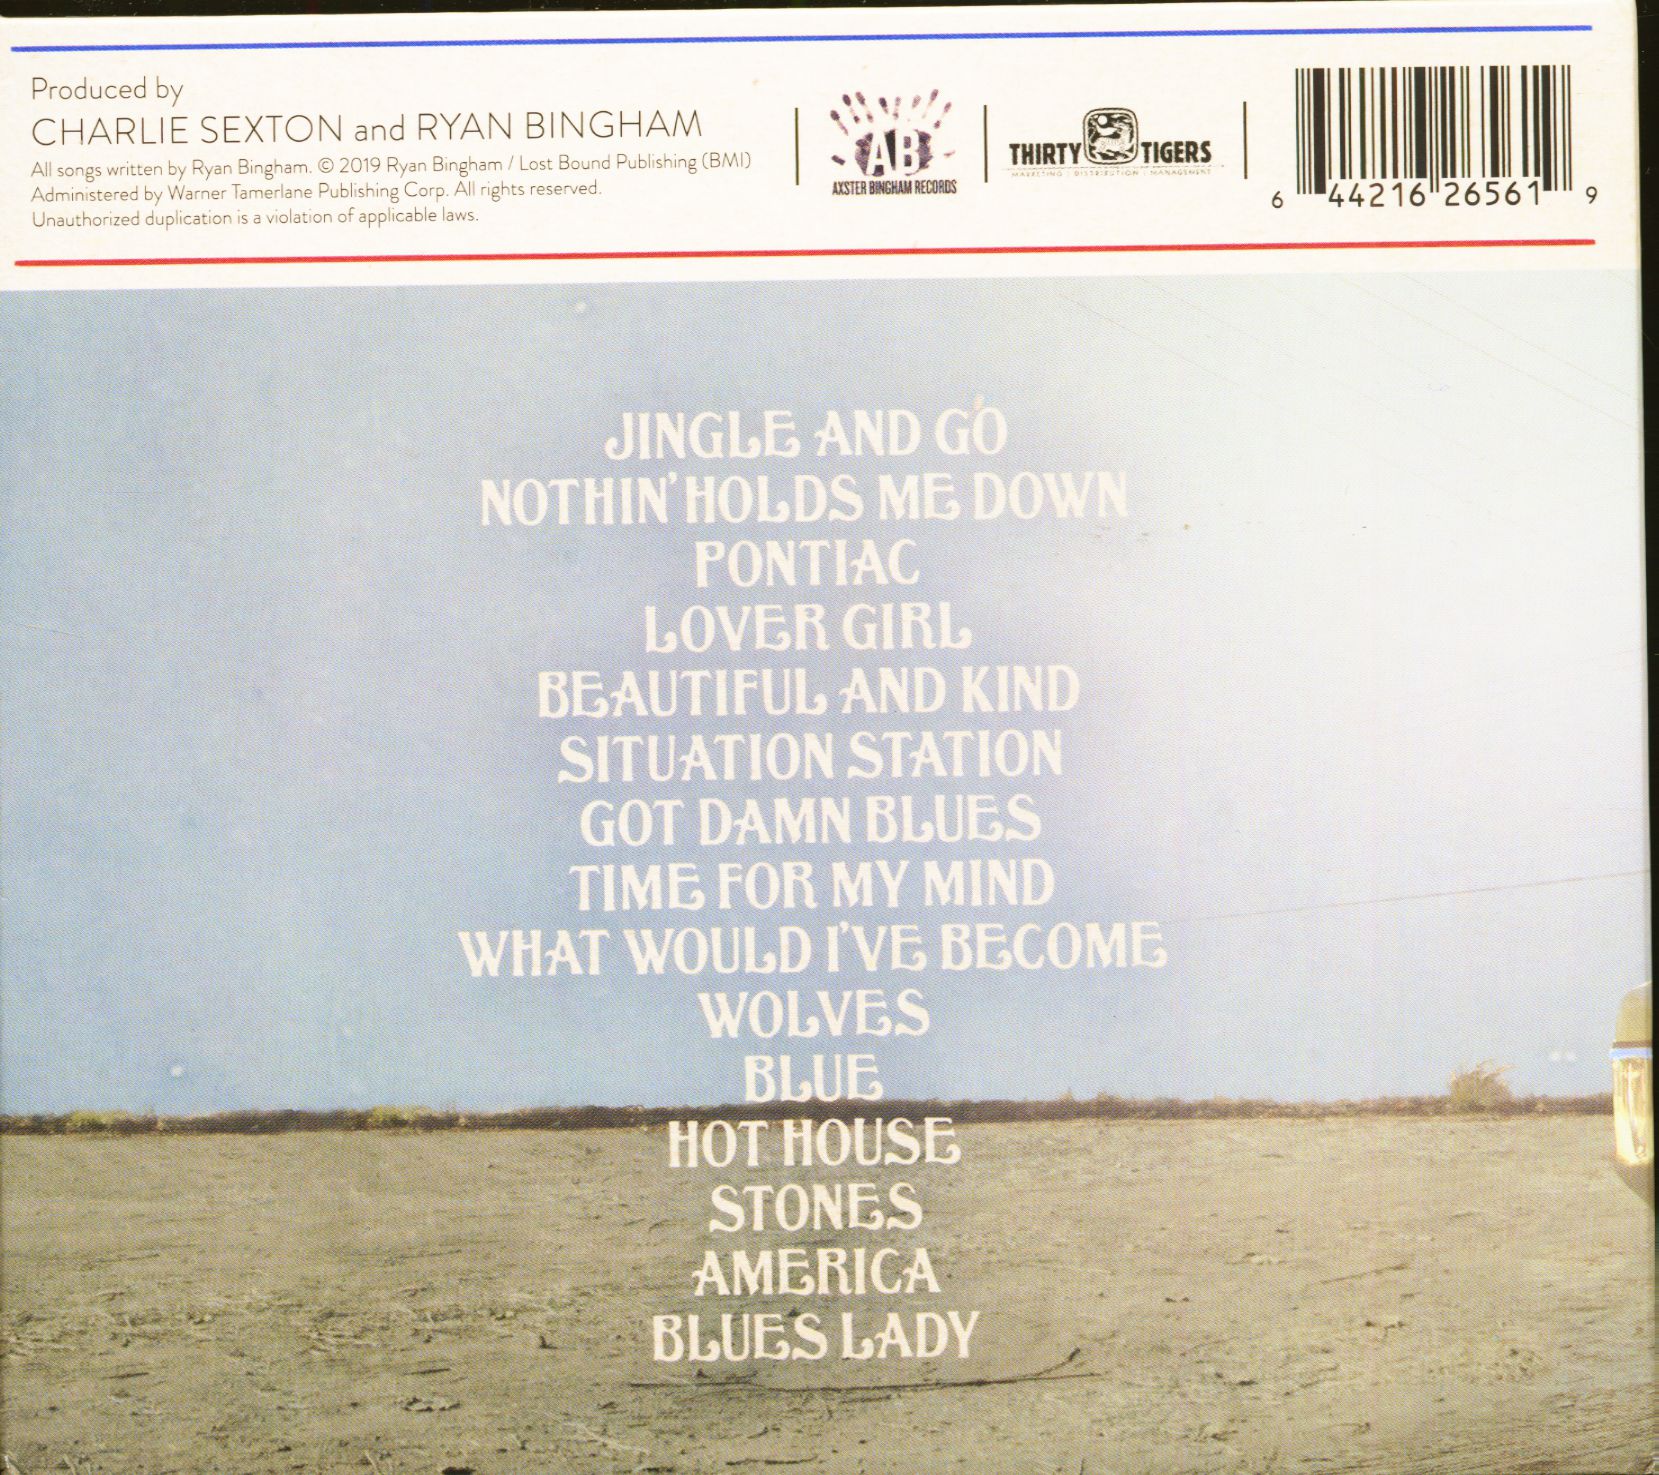 Produced by
CHARLIE SEXTON and RYAN BINGHAM
All songs written by Ryan Bingham. © 2019 Ryan Bingham / Lost Bound Publishing (BMI)
Administered by Warner Tamerlane Publishing Corp. All rights reserved.
Unauthorized duplication is a violation of applicable laws.
AB
AXSTER BINGHAM RECORDS
THIRTY TIGERS
MARKETING | DISTRIBUTION | MANAGEMENT
6 44216 26561 9
JINGLE AND GO
NOTHIN' HOLDS ME DOWN
PONTIAC
LOVER GIRL
BEAUTIFUL AND KIND
SITUATION STATION
GOT DAMN BLUES
TIME FOR MY MIND
WHAT WOULD I'VE BECOME
WOLVES
BLUE
HOT HOUSE
STONES
AMERICA
BLUES LADY